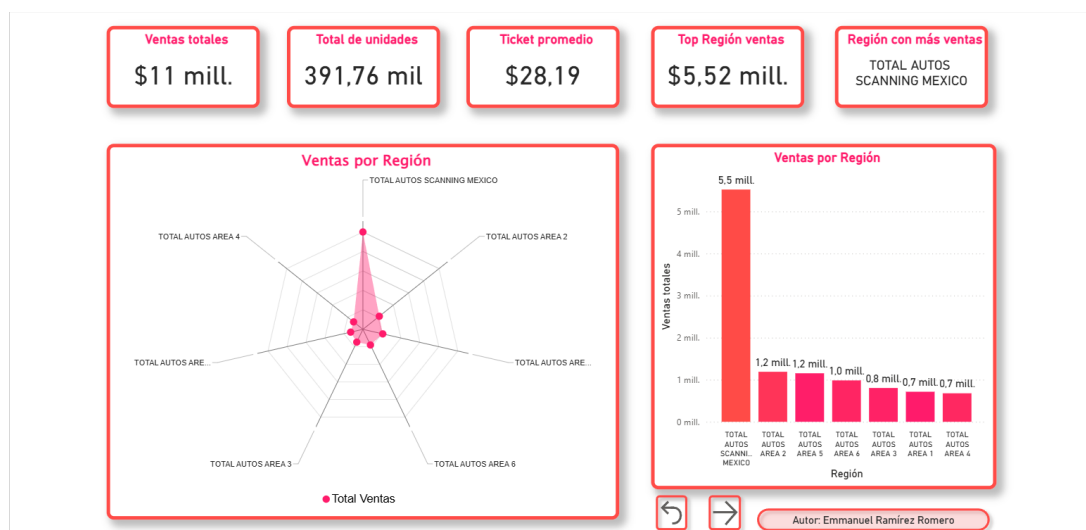 Ventas totales
$11 mill.
Total de unidades
391,76 mil
Ticket promedio
$28,19
Top Región ventas
$5,52 mill.
Región con más ventas
TOTAL AUTOS
SCANNING MEXICO
Ventas por Región
TOTAL AUTOS SCANNING MEXICO
TOTAL AUTOS AREA 4
TOTAL AUTOS AREA 2
TOTAL AUTOS ARE...
TOTAL AUTOS ARE...
TOTAL AUTOS AREA 3
TOTAL AUTOS AREA 6
Total Ventas
Ventas por Región
Ventas totales
5 mill.
4 mill.
3 mill.
2 mill.
1 mill.
0 mill.
5,5 mill.
1,2 mill.
1,2 mill.
1,0 mill.
0,8 mill.
0,7 mill.
0,7 mill.
TOTAL
AUTOS
SCANNI...
MEXICO
TOTAL
AUTOS
AREA 2
TOTAL
AUTOS
AREA 5
TOTAL
AUTOS
AREA 6
TOTAL
AUTOS
AREA 3
TOTAL
AUTOS
AREA 1
TOTAL
AUTOS
AREA 4
Región
Autor: Emmanuel Ramírez Romero